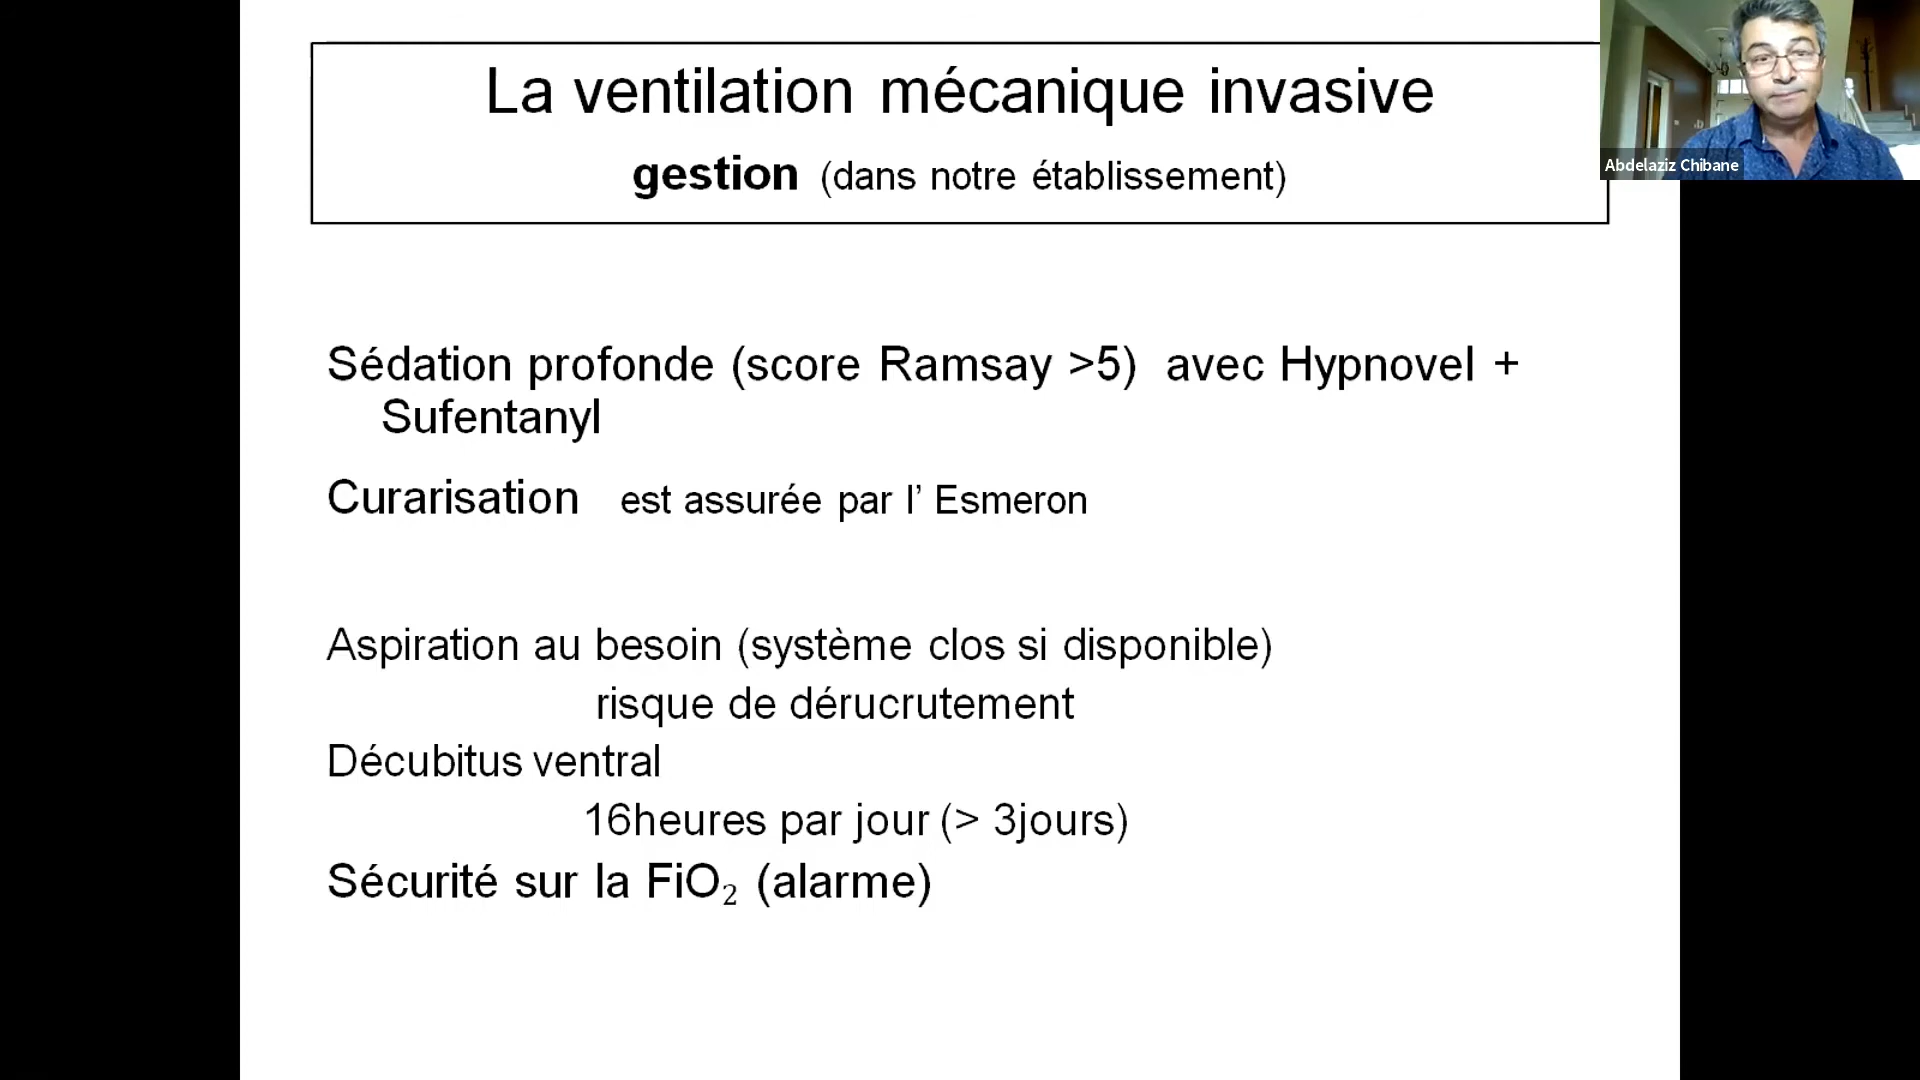 La ventilation mécanique invasive
gestion (dans notre établissement)
Abdelaziz Chibane
Sédation profonde (score Ramsay >5) avec Hypnovel +
Sufentanyl
Curarisation est assurée par l’ Esmeron
Aspiration au besoin (système clos si disponible)
risque de dérucrutement
Décubitus ventral
16heures par jour (> 3jours)
Sécurité sur la FiO₂ (alarme)